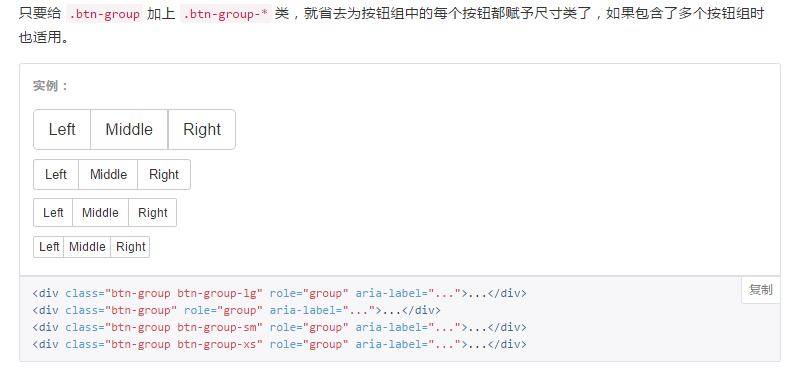 只要给 .btn-group 加上 .btn-group-* 类，就省去为按钮组中的每个按钮都赋予尺寸类了，如果包含了多个按钮组时
也适用。
实例：
Left Middle Right
Left Middle Right
Left Middle Right
Left Middle Right
复制
<div class="btn-group btn-group-lg" role="group" aria-label="...">...</div>
<div class="btn-group" role="group" aria-label="...">...</div>
<div class="btn-group btn-group-sm" role="group" aria-label="...">...</div>
<div class="btn-group btn-group-xs" role="group" aria-label="...">...</div>